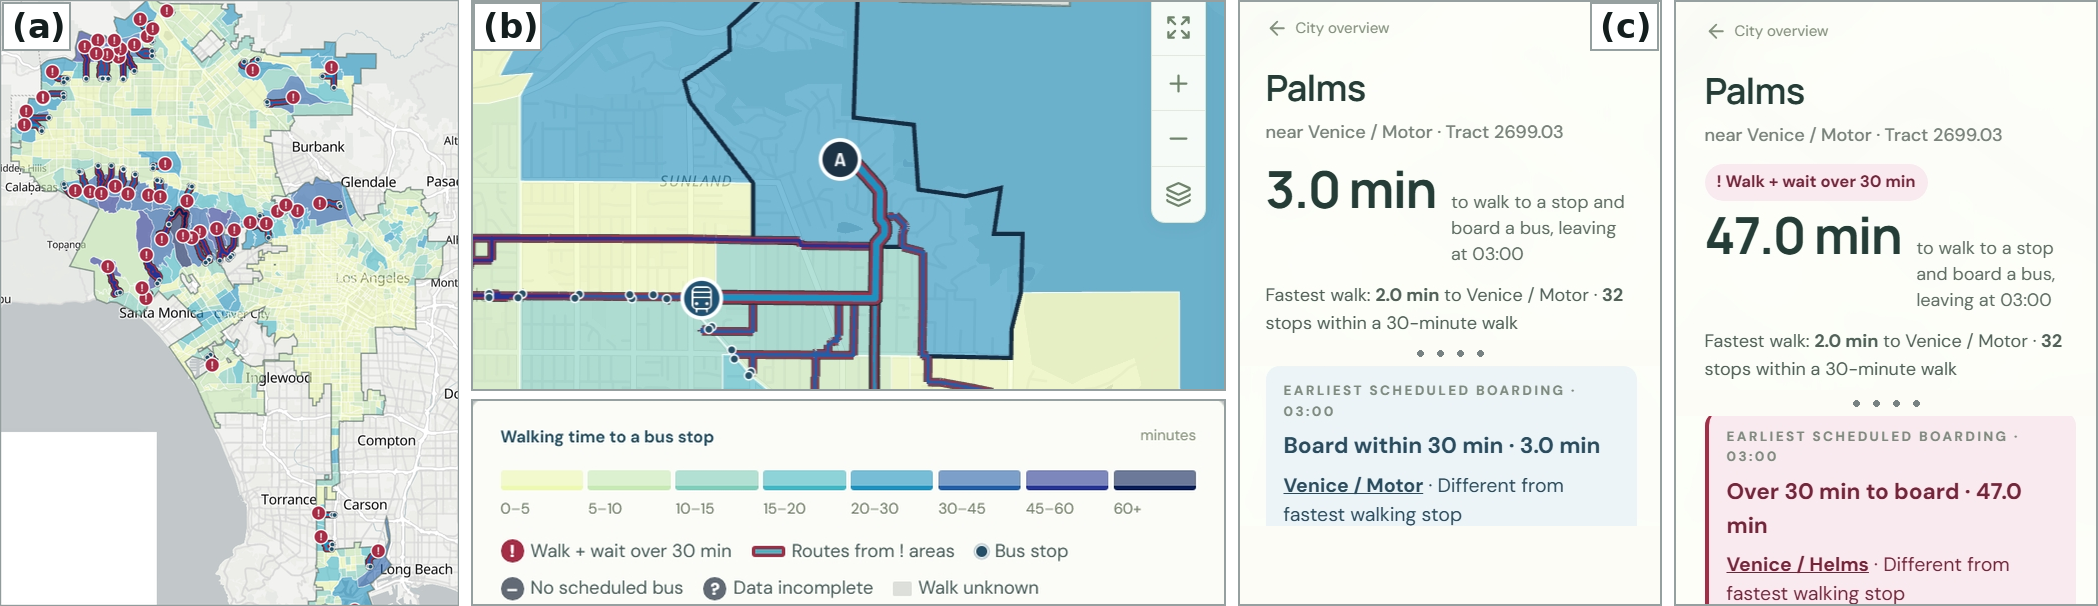 (a)
Burbank
Alt
Glendale
Pasa
Hidden Hills
Calabasas
Topanga
Alh
Los Angeles
Mont
Santa Monica
Culver City
Inglewood
Do
Compton
Torrance
Carson
Long Beach
(b)
SUNLAND
A
Walking time to a bus stop
minutes
0–5
5–10
10–15
15–20
20–30
30–45
45–60
60+
! Walk + wait over 30 min
Routes from ! areas
Bus stop
– No scheduled bus
? Data incomplete
Walk unknown
(c)
← City overview
Palms
near Venice / Motor · Tract 2699.03
3.0 min
to walk to a stop and
board a bus, leaving
at 03:00
Fastest walk: 2.0 min to Venice / Motor · 32
stops within a 30-minute walk
EARLIEST SCHEDULED BOARDING ·
03:00
Board within 30 min · 3.0 min
Venice / Motor · Different from
fastest walking stop
← City overview
Palms
near Venice / Motor · Tract 2699.03
! Walk + wait over 30 min
47.0 min
to walk to a stop
and board a bus,
leaving at 03:00
Fastest walk: 2.0 min to Venice / Motor · 32
stops within a 30-minute walk
EARLIEST SCHEDULED BOARDING ·
03:00
Over 30 min to board · 47.0
min
Venice / Helms · Different from
fastest walking stop